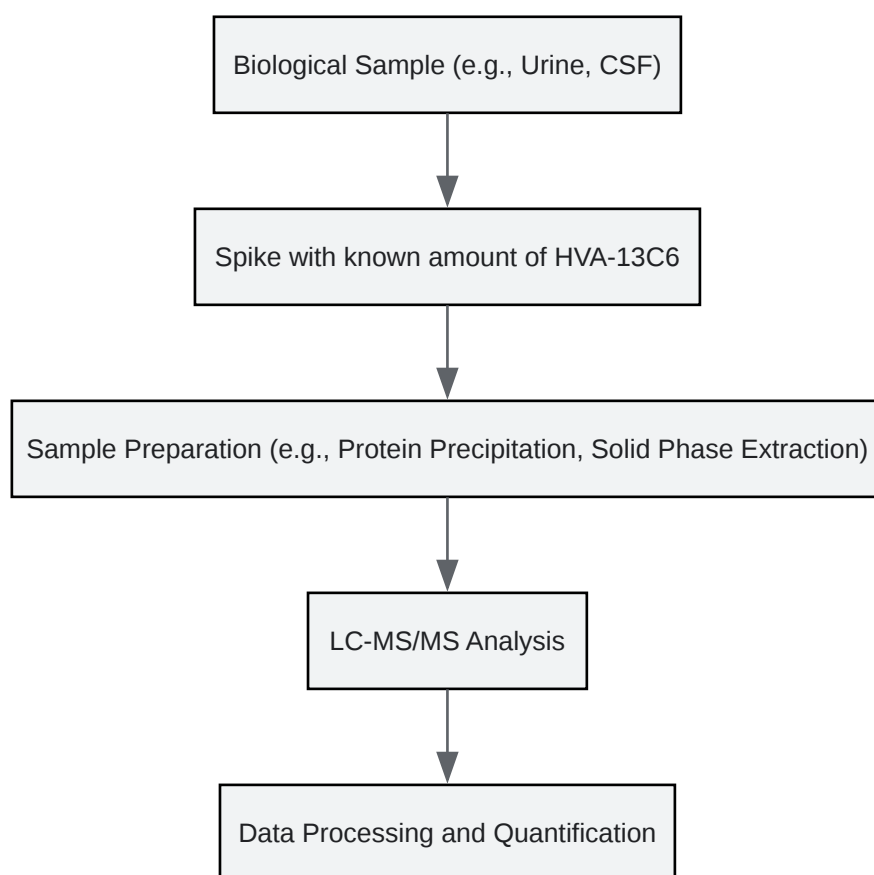 Biological Sample (e.g., Urine, CSF)
Spike with known amount of HVA-13C6
Sample Preparation (e.g., Protein Precipitation, Solid Phase Extraction)
LC-MS/MS Analysis
Data Processing and Quantification